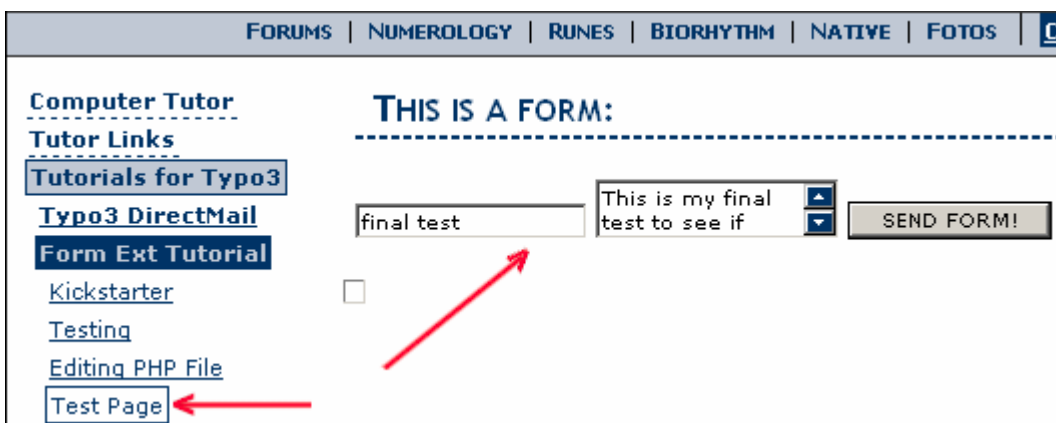 FORUMS | NUMEROLOGY | RUNES | BIORHYTHM | NATIVE | FOTOS |
Computer Tutor
Tutor Links
Tutorials for Typo3
Typo3 DirectMail
Form Ext Tutorial
Kickstarter
Testing
Editing PHP File
Test Page
THIS IS A FORM:
final test
This is my final
test to see if
SEND FORM!